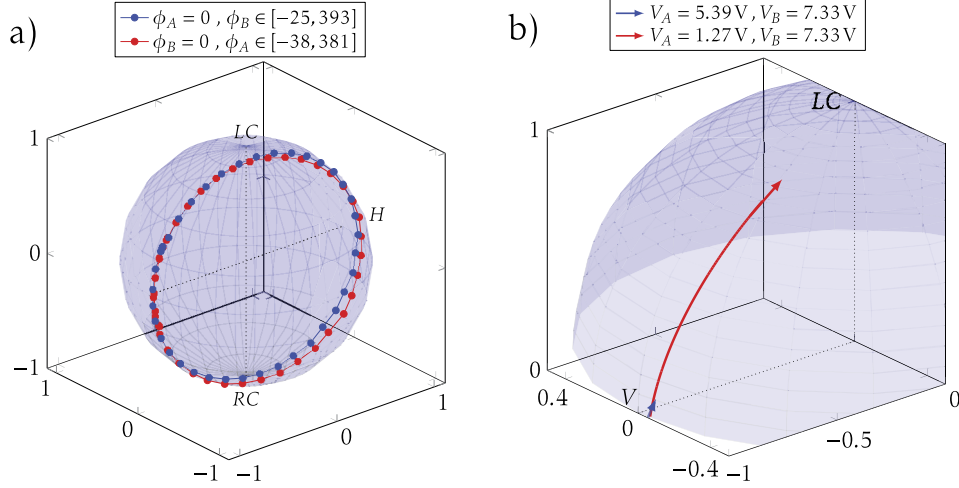 a)
ϕ_A = 0 , ϕ_B ∈ [−25, 393]
ϕ_B = 0 , ϕ_A ∈ [−38, 381]
1
0
−1
1
0
−1
−1
0
1
LC
H
RC
b)
V_A = 5.39 V, V_B = 7.33 V
V_A = 1.27 V, V_B = 7.33 V
1
0
0.4
0
−0.4
−1
−0.5
0
LC
V